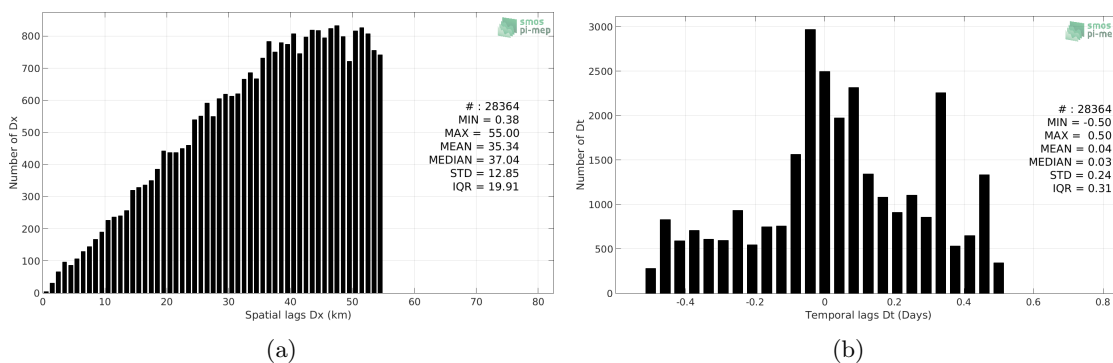 smos
pi-mep
800
700
600
500
400
300
200
100
0
Number of Dx
# : 28364
MIN = 0.38
MAX = 55.00
MEAN = 35.34
MEDIAN = 37.04
STD = 12.85
IQR = 19.91
0 10 20 30 40 50 60 70 80
Spatial lags Dx (km)
(a)
smos
pi-mep
3000
2500
2000
1500
1000
500
0
Number of Dt
# : 28364
MIN = -0.50
MAX = 0.50
MEAN = 0.04
MEDIAN = 0.03
STD = 0.24
IQR = 0.31
-0.4 -0.2 0 0.2 0.4 0.6 0.8
Temporal lags Dt (Days)
(b)